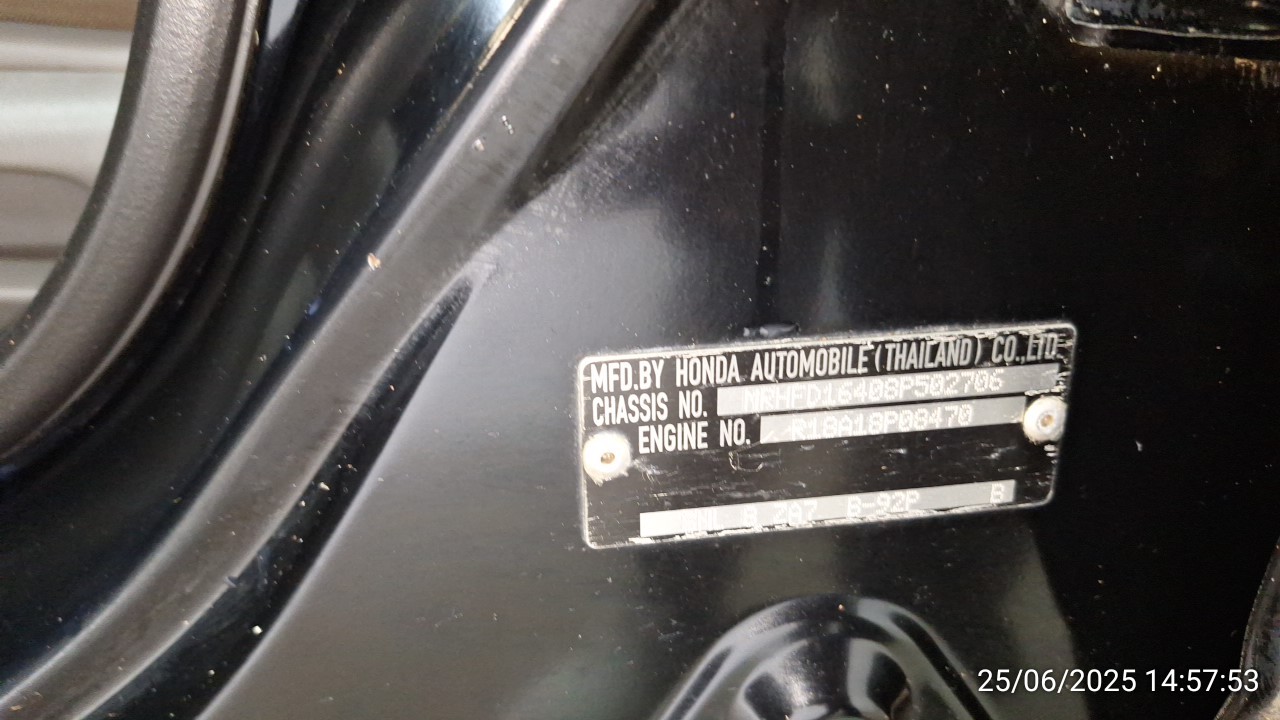 MFD.BY HONDA AUTOMOBILE (THAILAND) CO.,LTD.
CHASSIS NO. MRHFD16408P502706
ENGINE NO. R18A18P08470
8 ZA7 B-92P B
25/06/2025 14:57:53